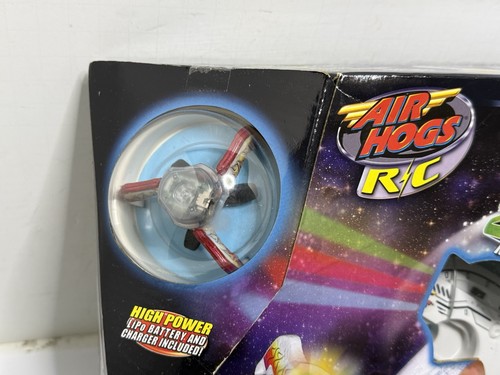 AIR
HOGS
R/C
HIGH POWER
LiPo BATTERY AND
CHARGER INCLUDED!